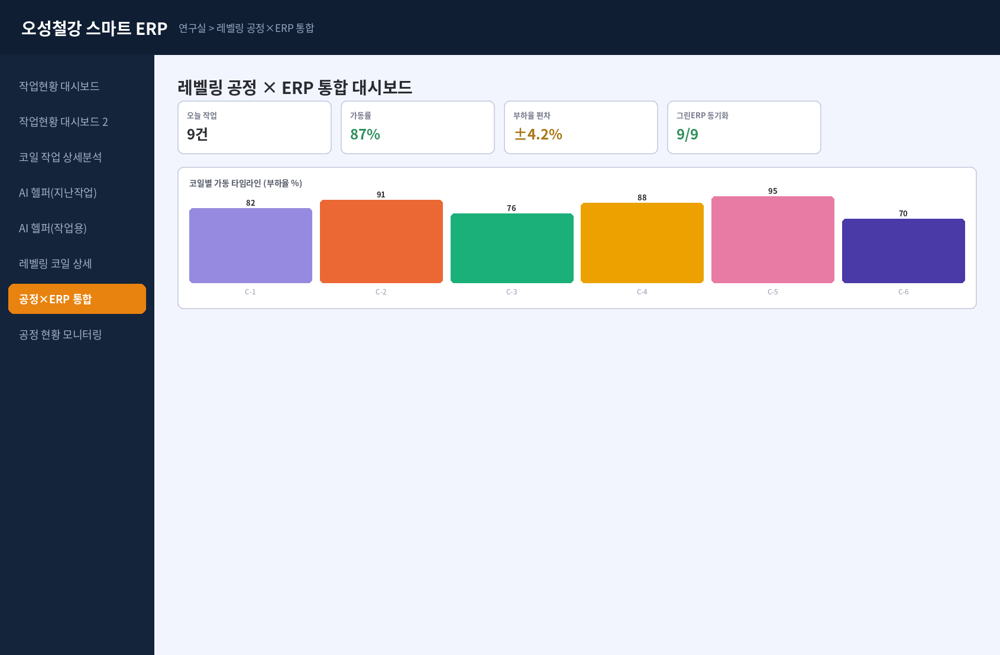 오성철강 스마트 ERP
연구실 > 레벨링 공정×ERP 통합
작업현황 대시보드
작업현황 대시보드 2
코일 작업 상세분석
AI 헬퍼(지난작업)
AI 헬퍼(작업용)
레벨링 코일 상세
공정×ERP 통합
공정 현황 모니터링
레벨링 공정 × ERP 통합 대시보드
오늘 작업
9건
가동률
87%
부하율 편차
±4.2%
그린ERP 동기화
9/9
코일별 가동 타임라인 (부하율 %)
82
91
76
88
95
70
C-1
C-2
C-3
C-4
C-5
C-6